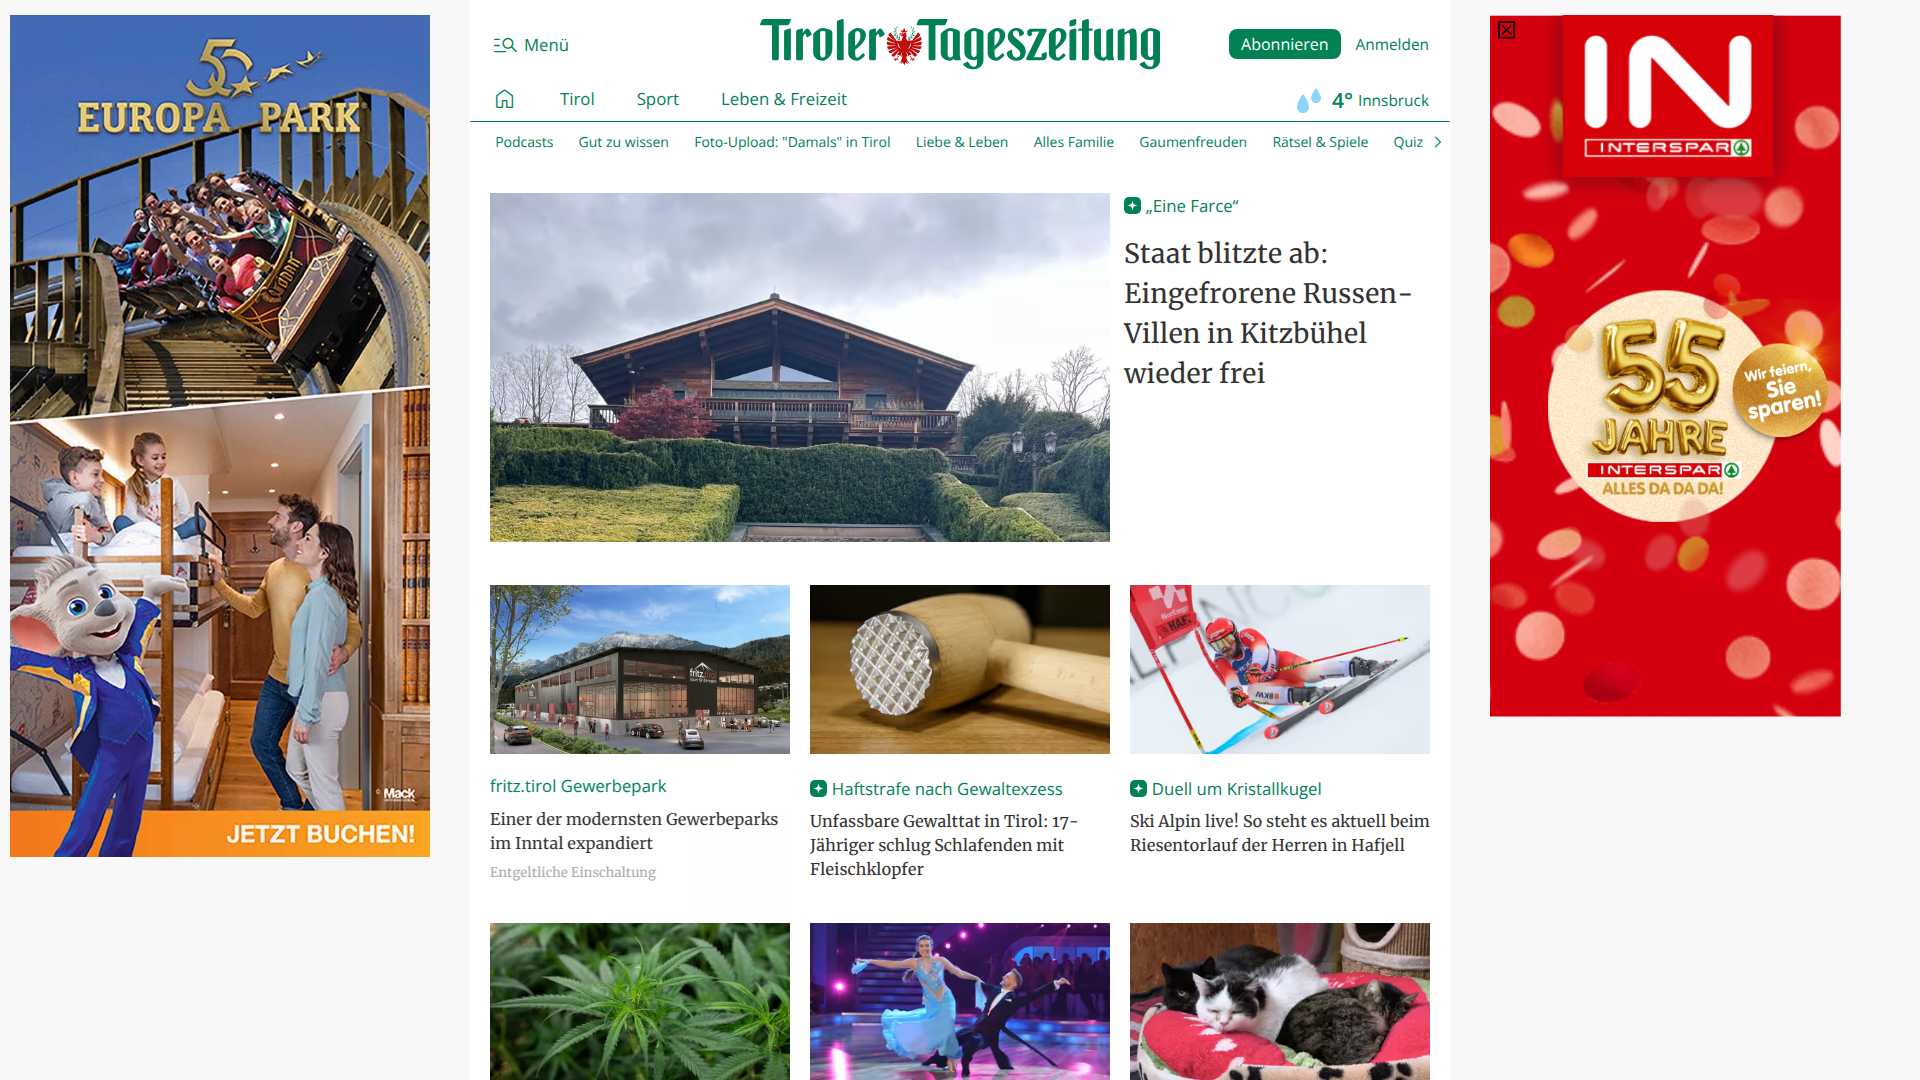 Menü
Tiroler Tageszeitung
Abonnieren
Anmelden
Tirol
Sport
Leben & Freizeit
4° Innsbruck
Podcasts
Gut zu wissen
Foto-Upload: "Damals" in Tirol
Liebe & Leben
Alles Familie
Gaumenfreuden
Rätsel & Spiele
Quiz
50
EUROPA PARK
WODAN
© Mack
JETZT BUCHEN!
„Eine Farce“
Staat blitzte ab:
Eingefrorene Russen-
Villen in Kitzbühel
wieder frei
fritz.tirol
fritz.tirol Gewerbepark
Einer der modernsten Gewerbeparks
im Inntal expandiert
Entgeltliche Einschaltung
Haftstrafe nach Gewaltexzess
Unfassbare Gewalttat in Tirol: 17-
Jähriger schlug Schlafenden mit
Fleischklopfer
BKW
Duell um Kristallkugel
Ski Alpin live! So steht es aktuell beim
Riesentorlauf der Herren in Hafjell
IN
INTERSPAR
55
JAHRE
INTERSPAR
ALLES DA DA DA!
Wir feiern,
Sie
sparen!